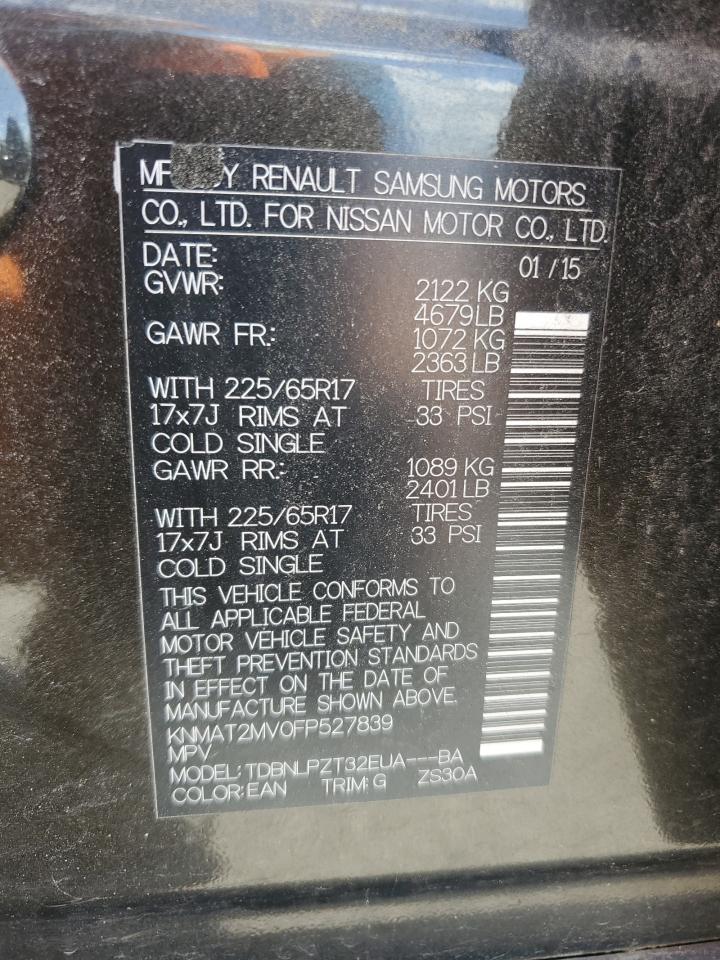 MFD BY RENAULT SAMSUNG MOTORS
CO., LTD. FOR NISSAN MOTOR CO., LTD.
DATE: 01 / 15
GVWR: 2122 KG
4679 LB
GAWR FR.: 1072 KG
2363 LB
WITH 225/65R17 TIRES
17x7J RIMS AT 33 PSI
COLD SINGLE
GAWR RR.: 1089 KG
2401 LB
WITH 225/65R17 TIRES
17x7J RIMS AT 33 PSI
COLD SINGLE
THIS VEHICLE CONFORMS TO
ALL APPLICABLE FEDERAL
MOTOR VEHICLE SAFETY AND
THEFT PREVENTION STANDARDS
IN EFFECT ON THE DATE OF
MANUFACTURE SHOWN ABOVE.
KNMAT2MV0FP527839
MPV
MODEL: TDBNLPZT32EUA---BA
COLOR: EAN TRIM: G ZS30A